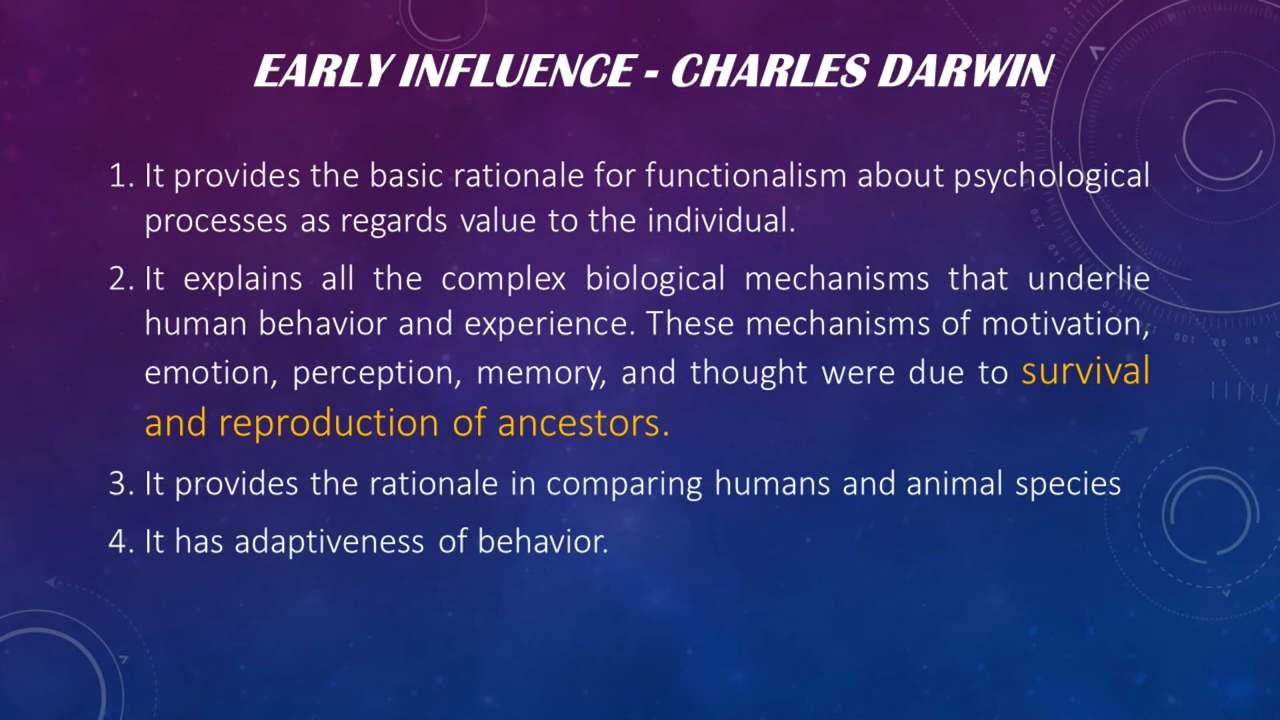 EARLY INFLUENCE - CHARLES DARWIN
1. It provides the basic rationale for functionalism about psychological
processes as regards value to the individual.
2. It explains all the complex biological mechanisms that underlie
human behavior and experience. These mechanisms of motivation,
emotion, perception, memory, and thought were due to survival
and reproduction of ancestors.
3. It provides the rationale in comparing humans and animal species
4. It has adaptiveness of behavior.